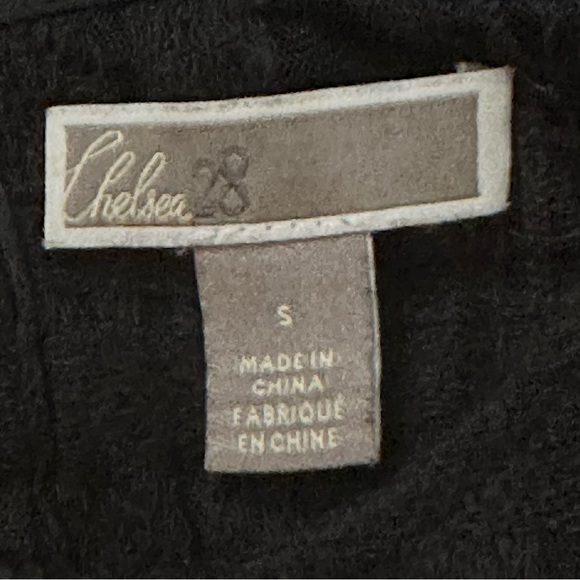 Chelsea28
S
MADE IN
CHINA
FABRIQUÉ
EN CHINE